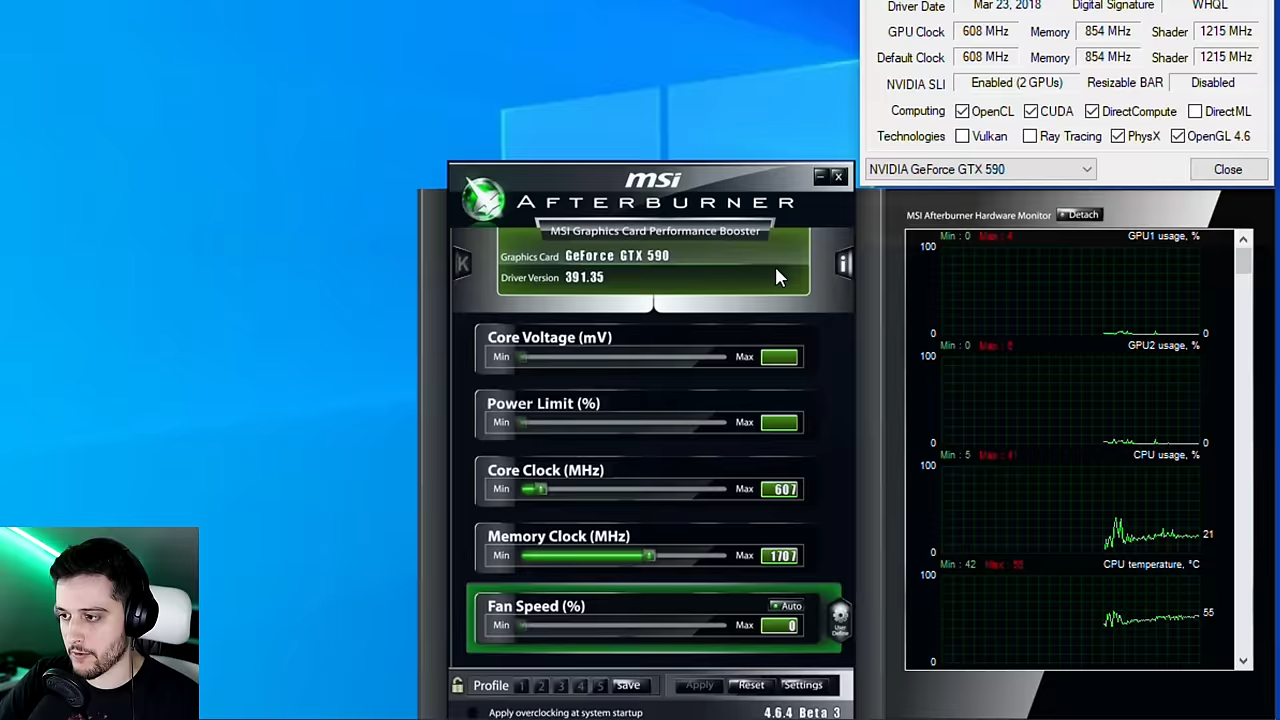 Driver Date Mar 23, 2018 Digital Signature WHQL
GPU Clock 608 MHz Memory 854 MHz Shader 1215 MHz
Default Clock 608 MHz Memory 854 MHz Shader 1215 MHz
NVIDIA SLI Enabled (2 GPUs) Resizable BAR Disabled
Computing OpenCL CUDA DirectCompute DirectML
Technologies Vulkan Ray Tracing PhysX OpenGL 4.6
NVIDIA GeForce GTX 590 Close
msi
AFTERBURNER
MSI Graphics Card Performance Booster
K i
Graphics Card GeForce GTX 590
Driver Version 391.35
Core Voltage (mV)
Min Max
Power Limit (%)
Min Max
Core Clock (MHz)
Min Max 607
Memory Clock (MHz)
Min Max 1707
Fan Speed (%) Auto
Min Max 0
User Define
Profile 1 2 3 4 5 save Apply Reset Settings
Apply overclocking at system startup 4.6.4 Beta 3
MSI Afterburner Hardware Monitor Detach
Min : 0 Max : 4 GPU1 usage, %
100
0 0
Min : 0 Max : GPU2 usage, %
100
0 0
Min : 5 Max : CPU usage, %
100
0 21
Min : 42 Max : CPU temperature, °C
100
0 55